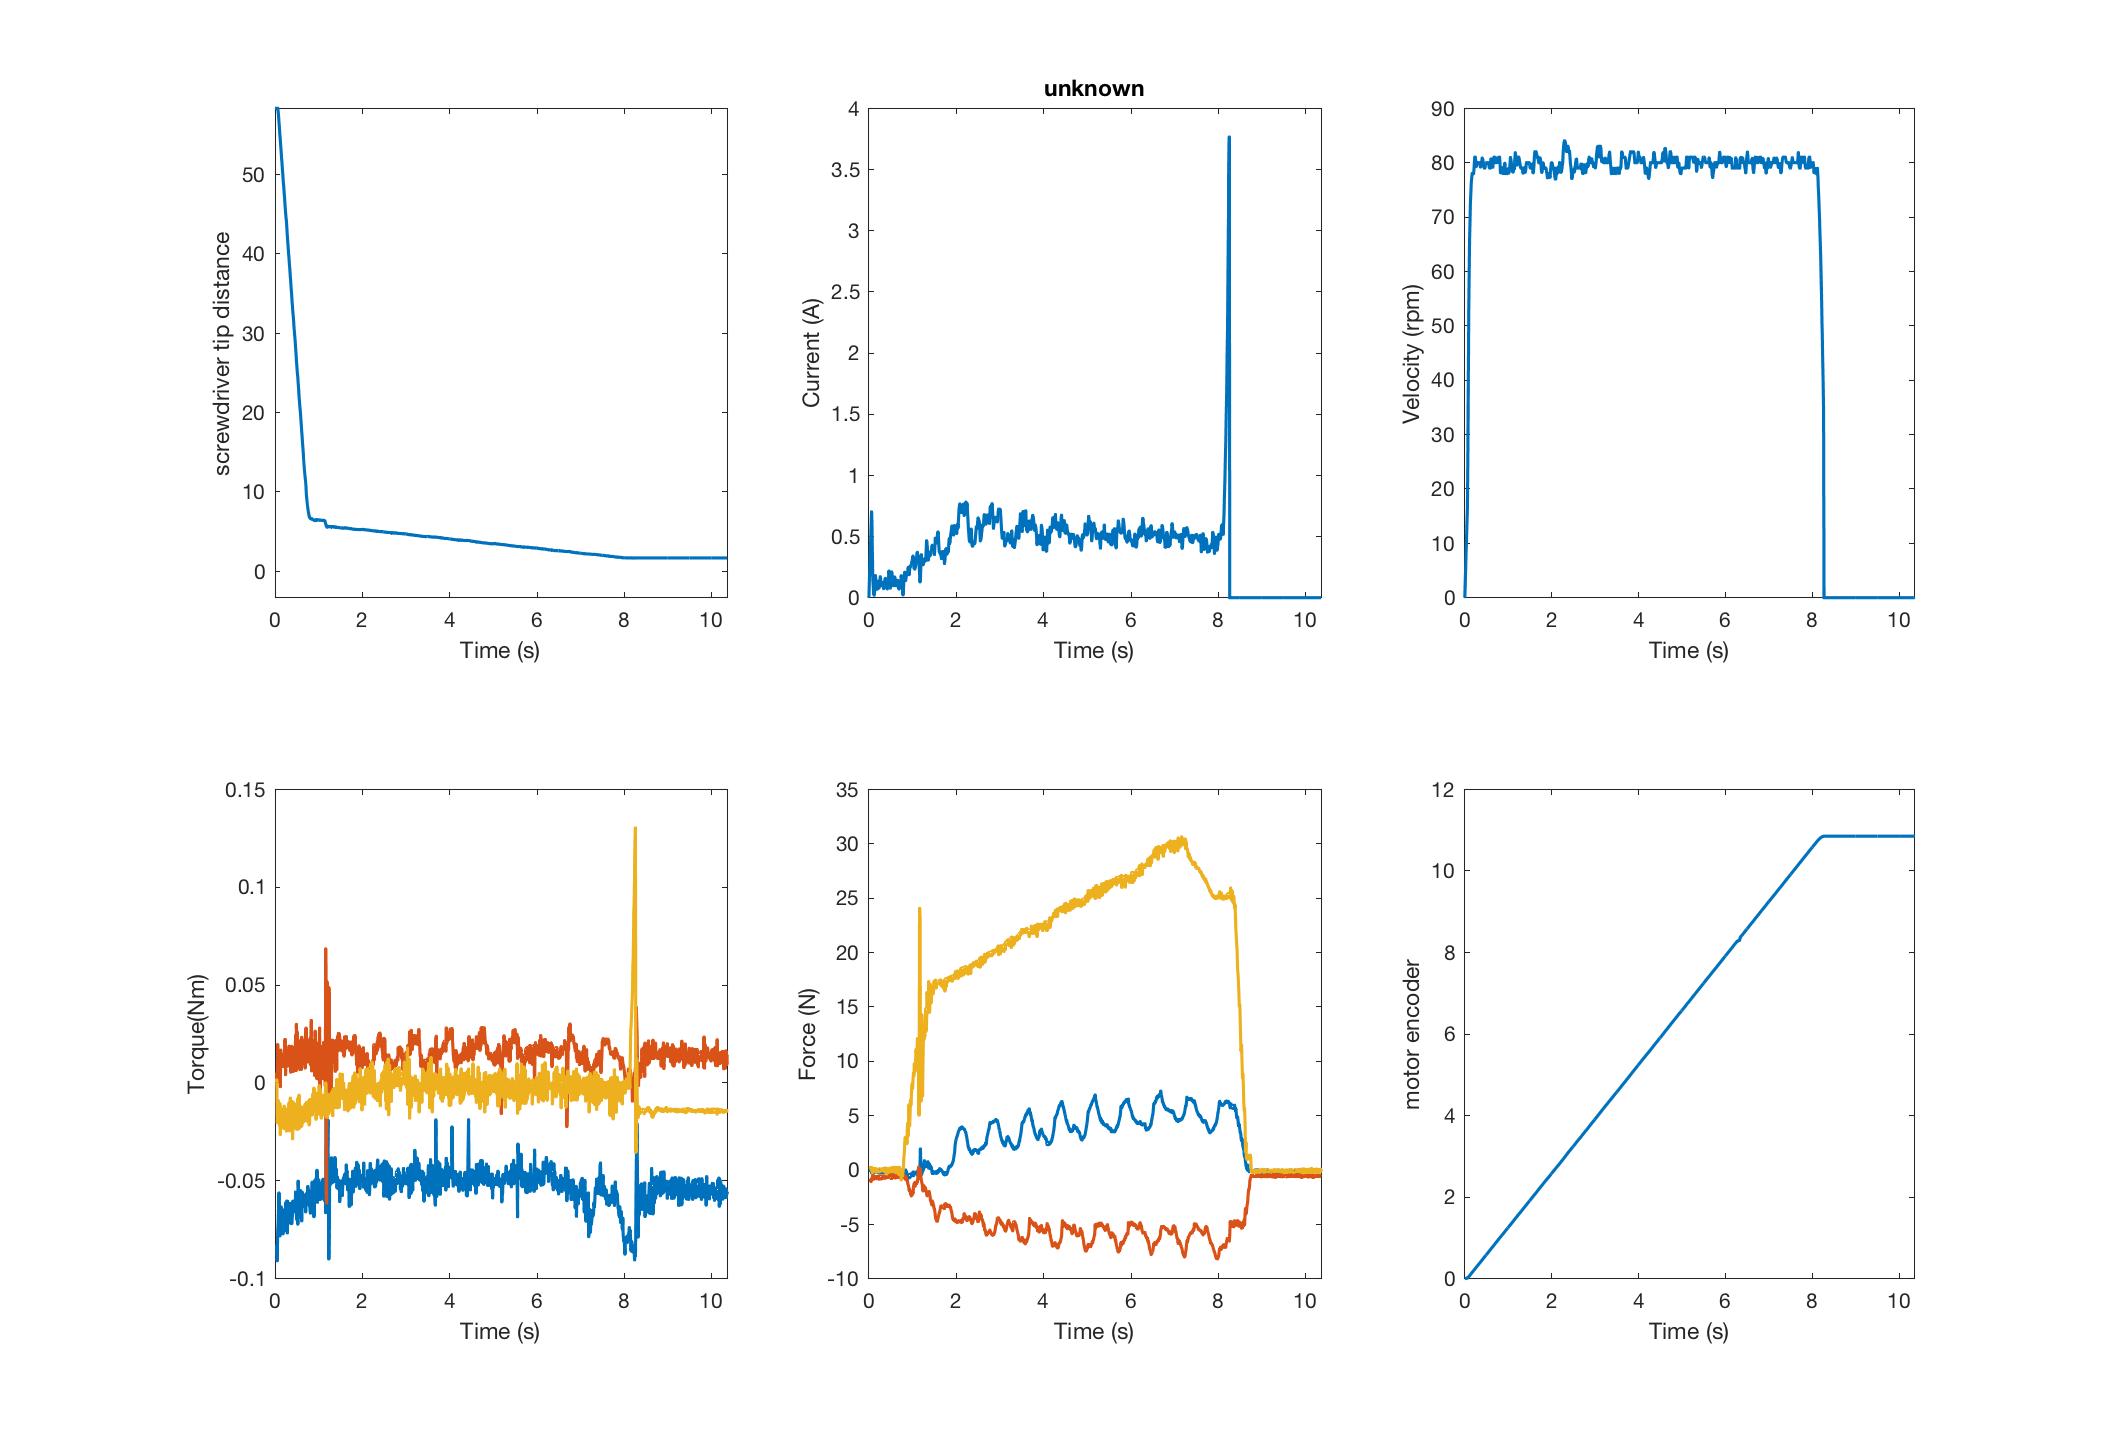 unknown
screwdriver tip distance
50
40
30
20
10
0
0 2 4 6 8 10
Time (s)
Current (A)
4
3.5
3
2.5
2
1.5
1
0.5
0
0 2 4 6 8 10
Time (s)
Velocity (rpm)
90
80
70
60
50
40
30
20
10
0
0 2 4 6 8 10
Time (s)
Torque(Nm)
0.15
0.1
0.05
0
-0.05
-0.1
0 2 4 6 8 10
Time (s)
Force (N)
35
30
25
20
15
10
5
0
-5
-10
0 2 4 6 8 10
Time (s)
motor encoder
12
10
8
6
4
2
0
0 2 4 6 8 10
Time (s)